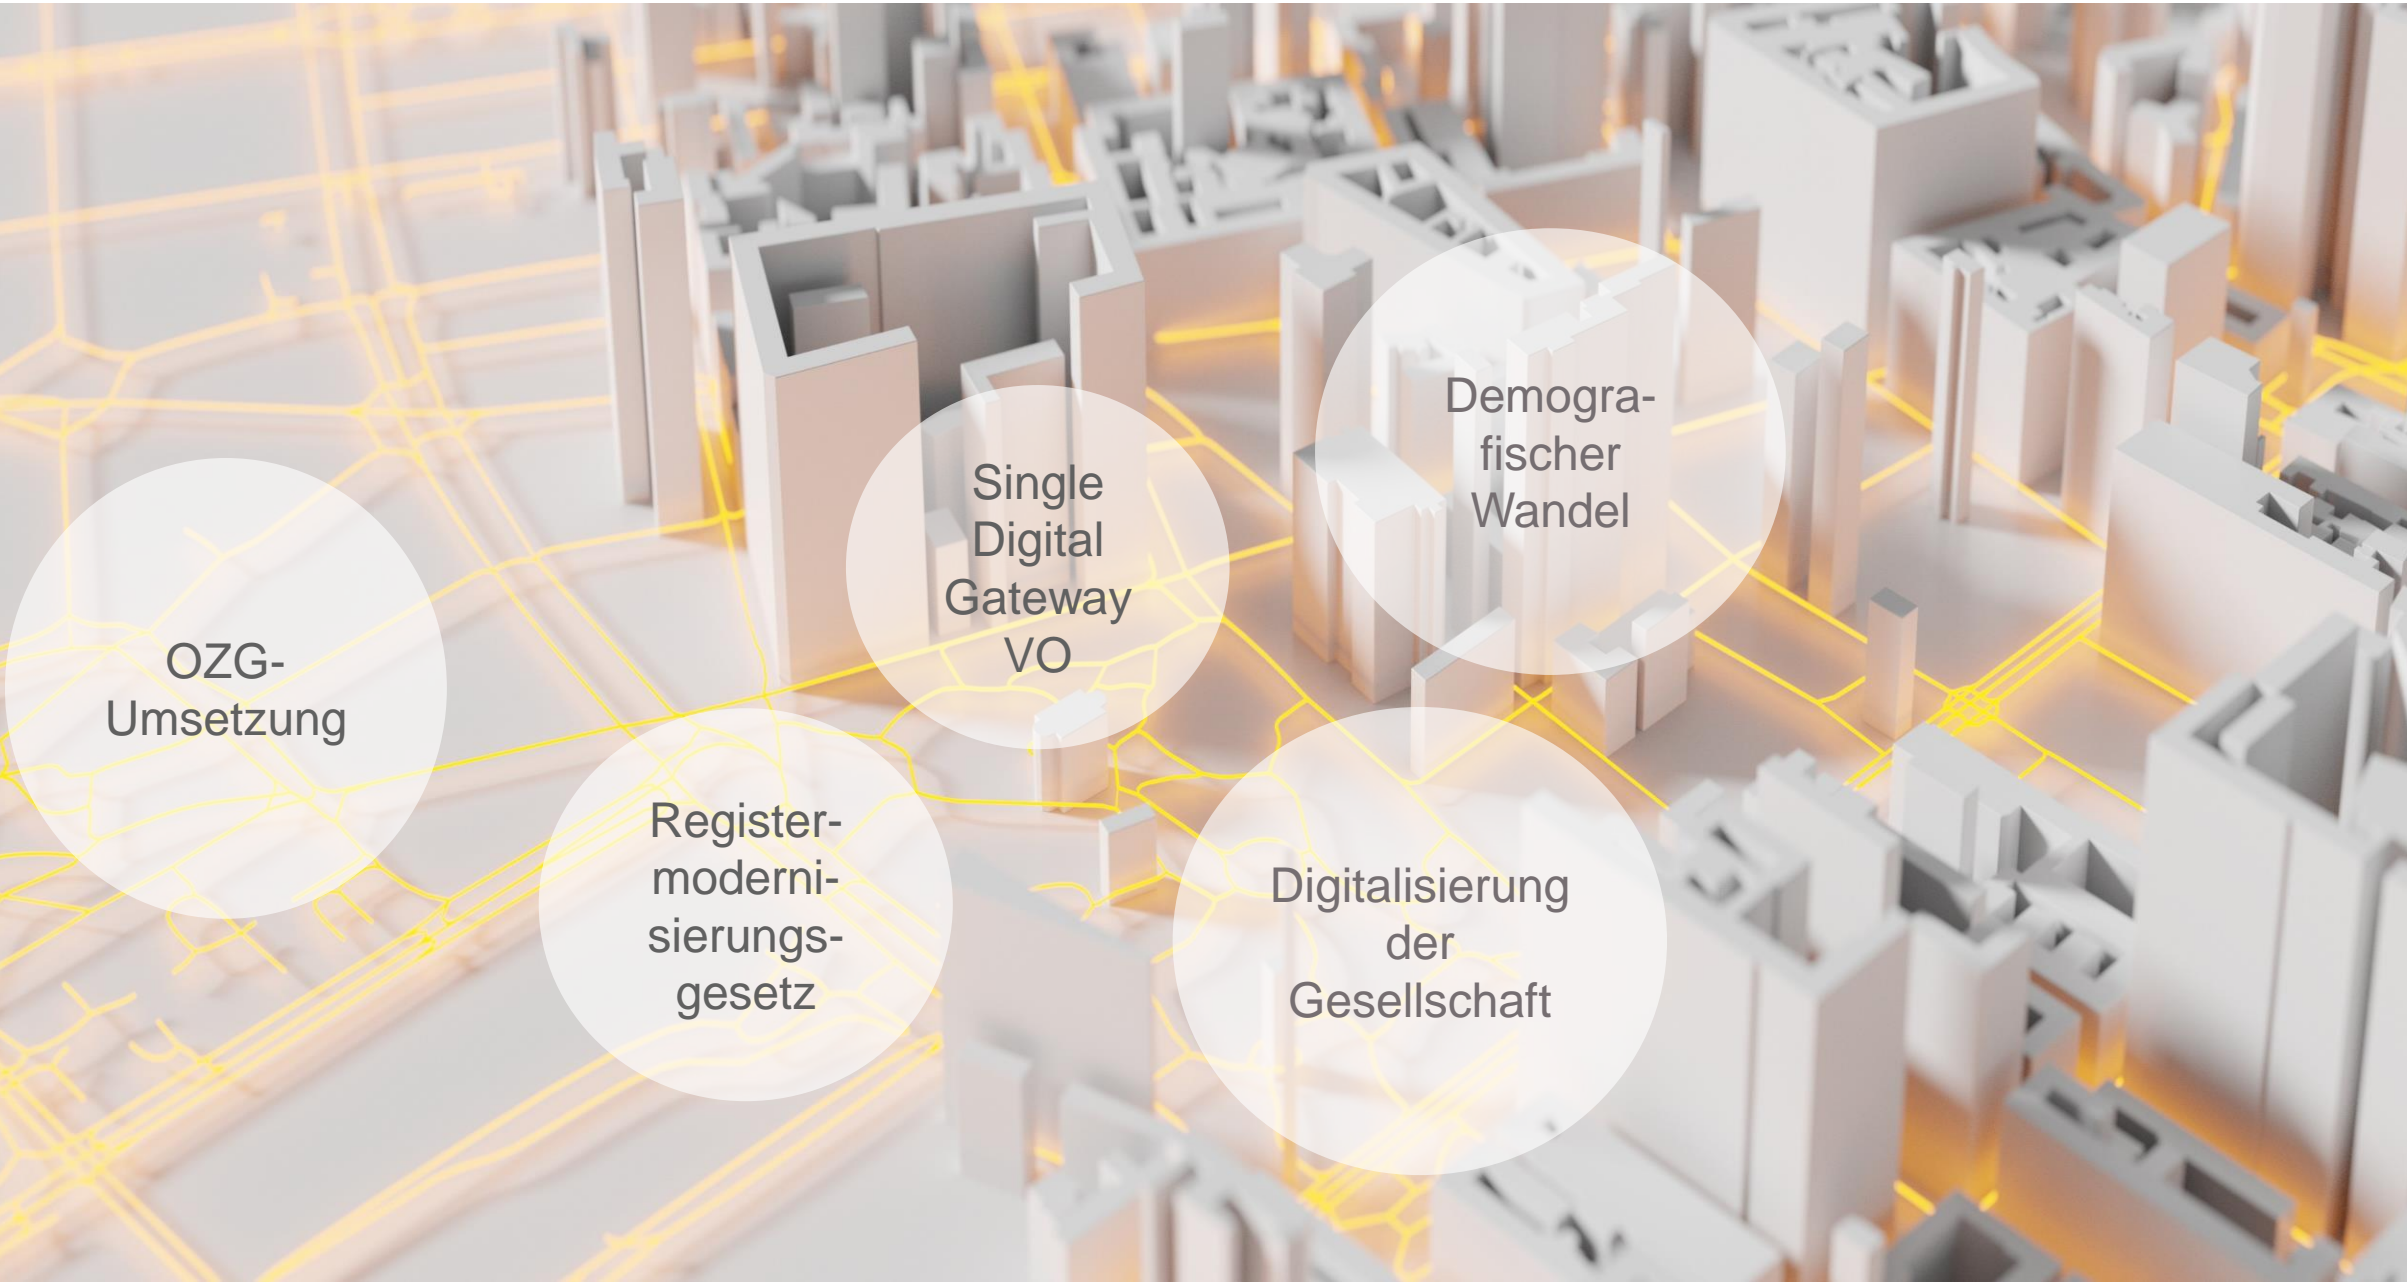 OZG-
Umsetzung
Register-
moderni-
sierungs-
gesetz
Single
Digital
Gateway
VO
Demogra-
fischer
Wandel
Digitalisierung
der
Gesellschaft